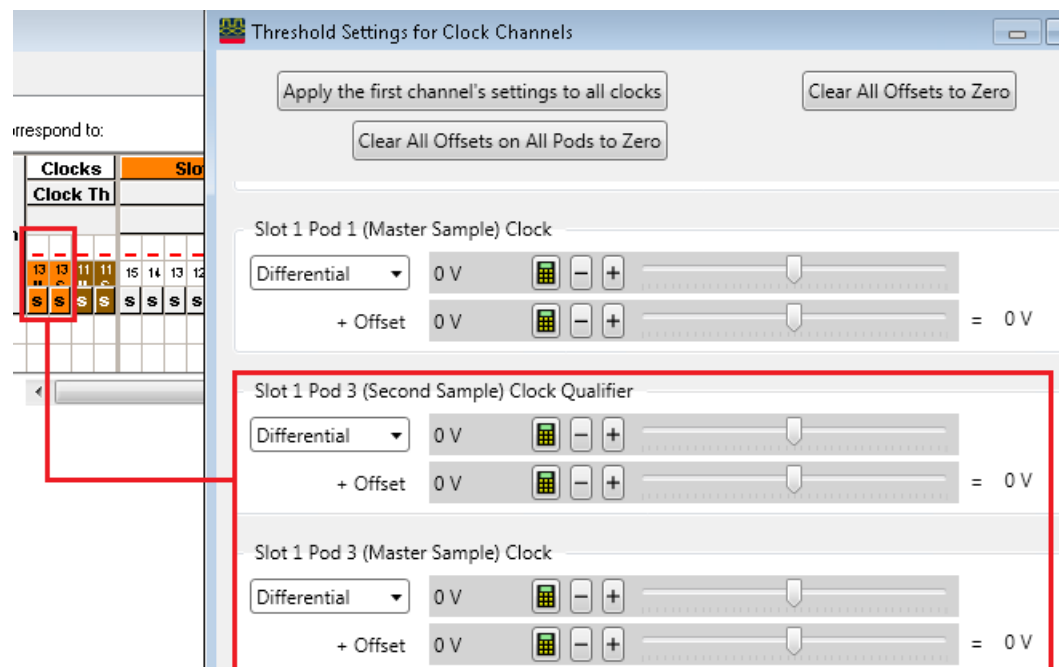 Threshold Settings for Clock Channels
Apply the first channel's settings to all clocks
Clear All Offsets to Zero
Clear All Offsets on All Pods to Zero
rrespond to:
Clocks Slo
Clock Th
13 13 11 11 15 14 13 12
S S S S S S S S
Slot 1 Pod 1 (Master Sample) Clock
Differential 0 V - +
+ Offset 0 V - + = 0 V
Slot 1 Pod 3 (Second Sample) Clock Qualifier
Differential 0 V - +
+ Offset 0 V - + = 0 V
Slot 1 Pod 3 (Master Sample) Clock
Differential 0 V - +
+ Offset 0 V - + = 0 V